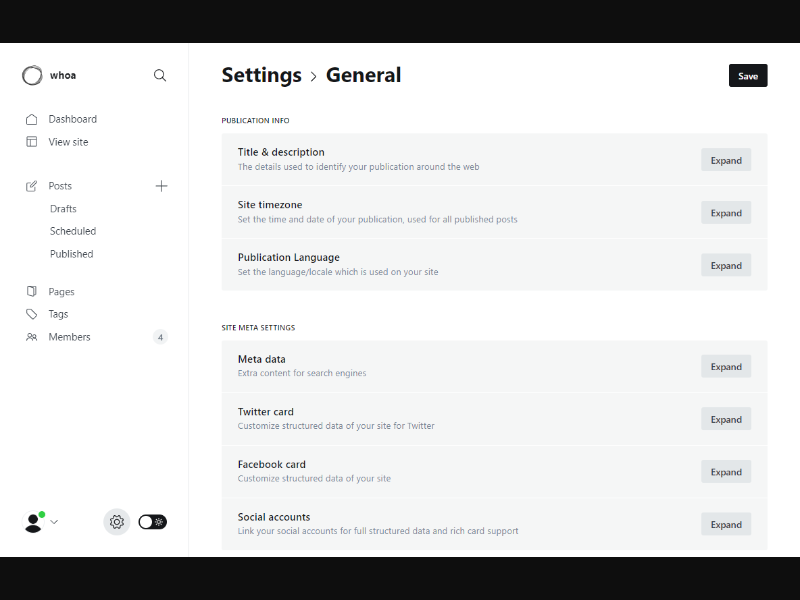 whoa
Dashboard
View site
Posts
Drafts
Scheduled
Published
Pages
Tags
Members 4
Settings > General
Save
PUBLICATION INFO
Title & description
The details used to identify your publication around the web
Expand
Site timezone
Set the time and date of your publication, used for all published posts
Expand
Publication Language
Set the language/locale which is used on your site
Expand
SITE META SETTINGS
Meta data
Extra content for search engines
Expand
Twitter card
Customize structured data of your site for Twitter
Expand
Facebook card
Customize structured data of your site
Expand
Social accounts
Link your social accounts for full structured data and rich card support
Expand